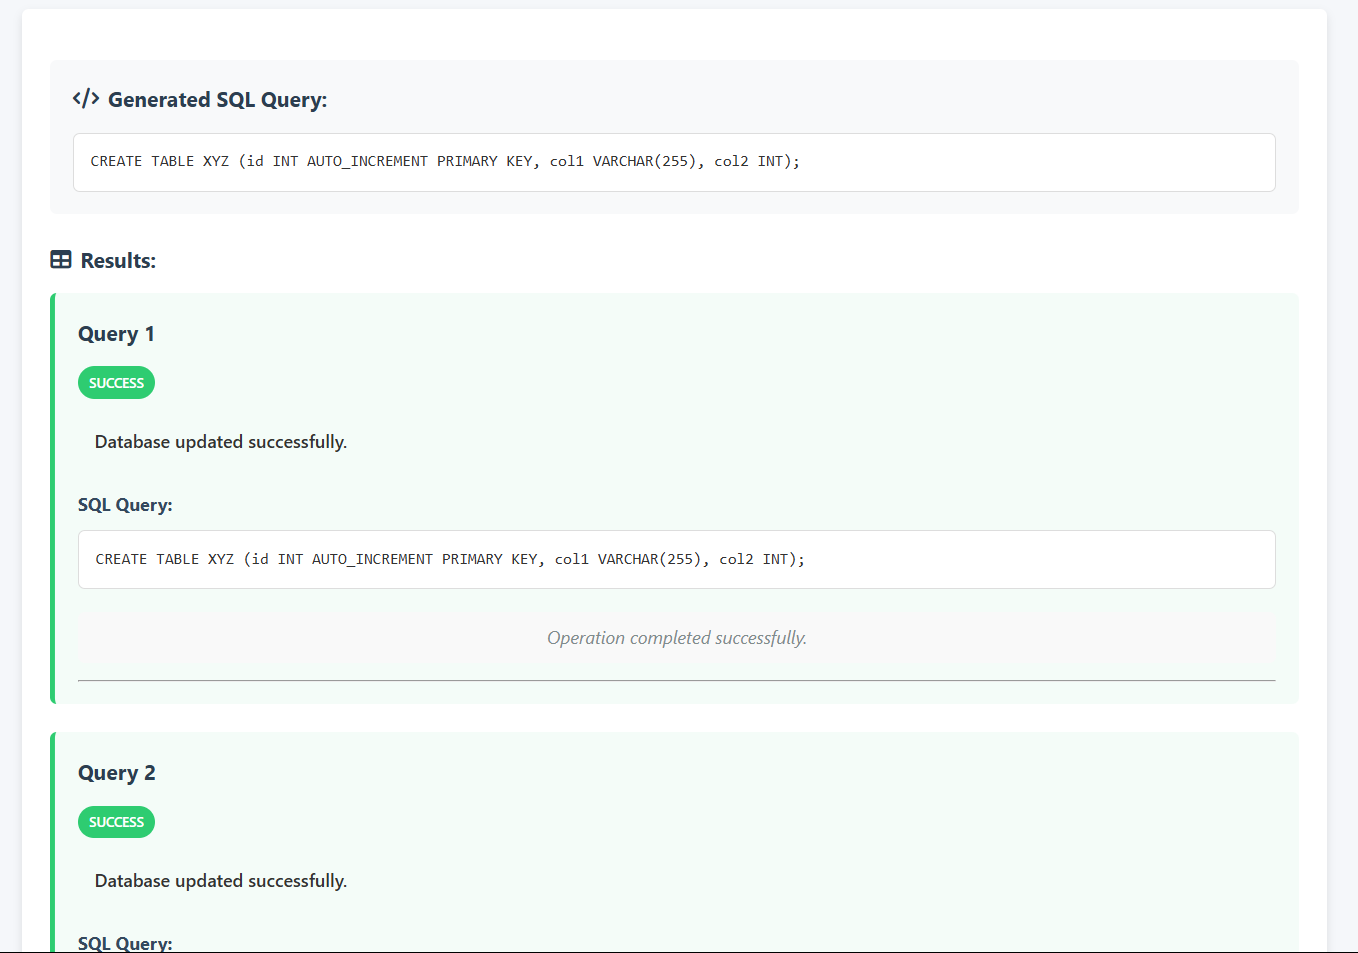 </> Generated SQL Query:
CREATE TABLE XYZ (id INT AUTO_INCREMENT PRIMARY KEY, col1 VARCHAR(255), col2 INT);
Results:
Query 1
SUCCESS
Database updated successfully.
SQL Query:
CREATE TABLE XYZ (id INT AUTO_INCREMENT PRIMARY KEY, col1 VARCHAR(255), col2 INT);
Operation completed successfully.
Query 2
SUCCESS
Database updated successfully.
SQL Query: